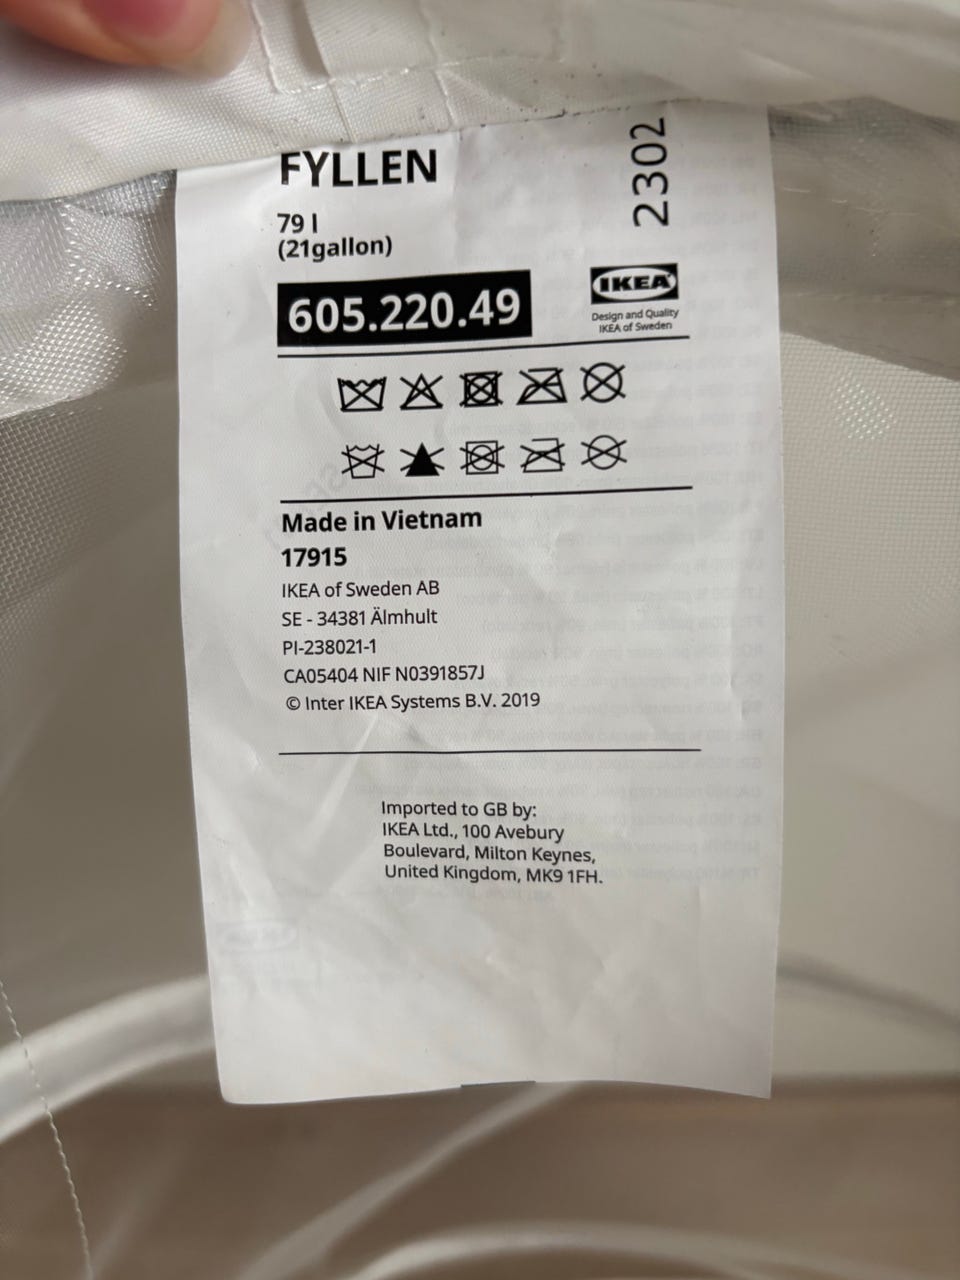 FYLLEN
2302
79 l
(21gallon)
605.220.49
IKEA
Design and Quality
IKEA of Sweden
Made in Vietnam
17915
IKEA of Sweden AB
SE - 34381 Älmhult
PI-238021-1
CA05404 NIF N0391857J
© Inter IKEA Systems B.V. 2019
Imported to GB by:
IKEA Ltd., 100 Avebury
Boulevard, Milton Keynes,
United Kingdom, MK9 1FH.